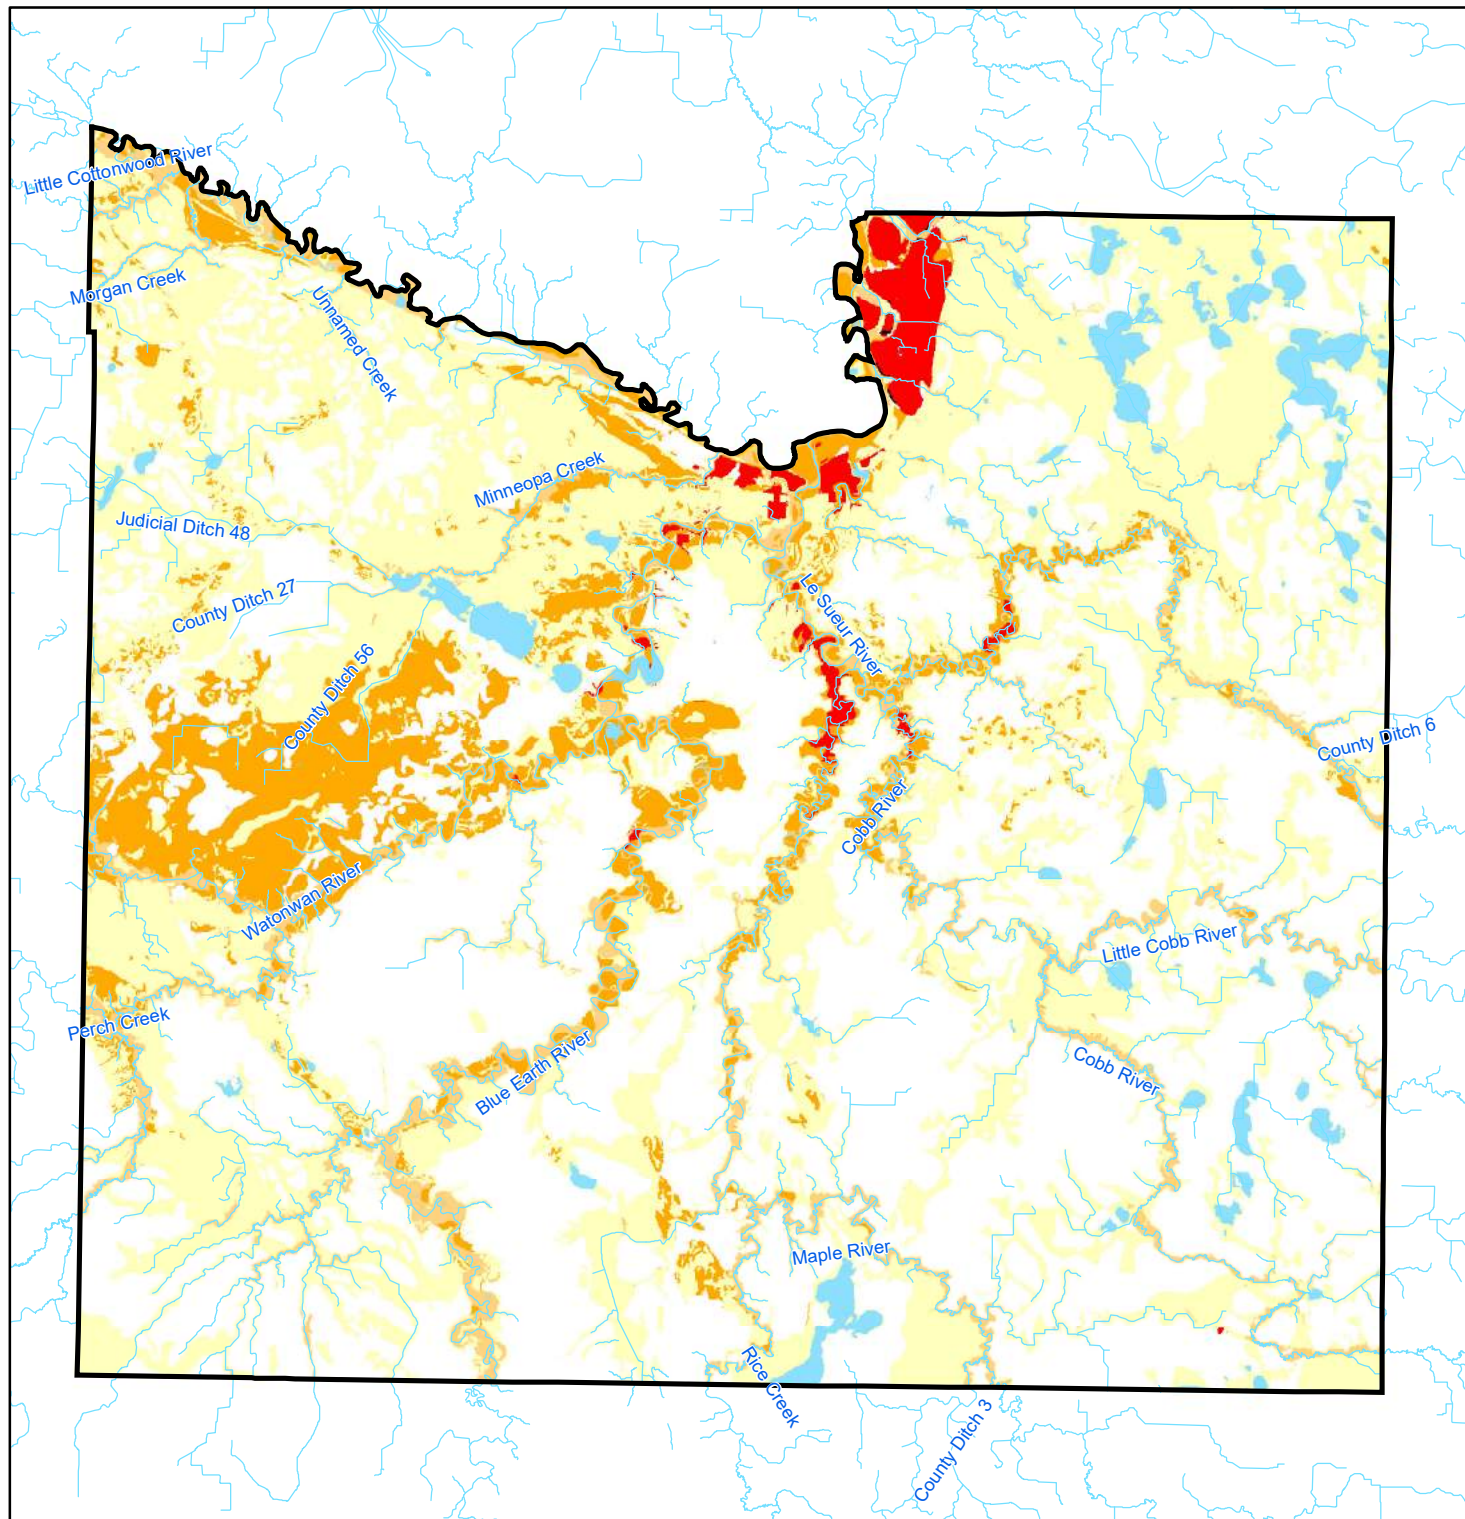 Little Cottonwood River
Morgan Creek
Unnamed Creek
Minneopa Creek
Judicial Ditch 48
County Ditch 27
Le Sueur River
County Ditch 56
County Ditch 6
Cobb River
Watonwan River
Little Cobb River
Perch Creek
Blue Earth River
Cobb River
Maple River
Rice Creek
County Ditch 3